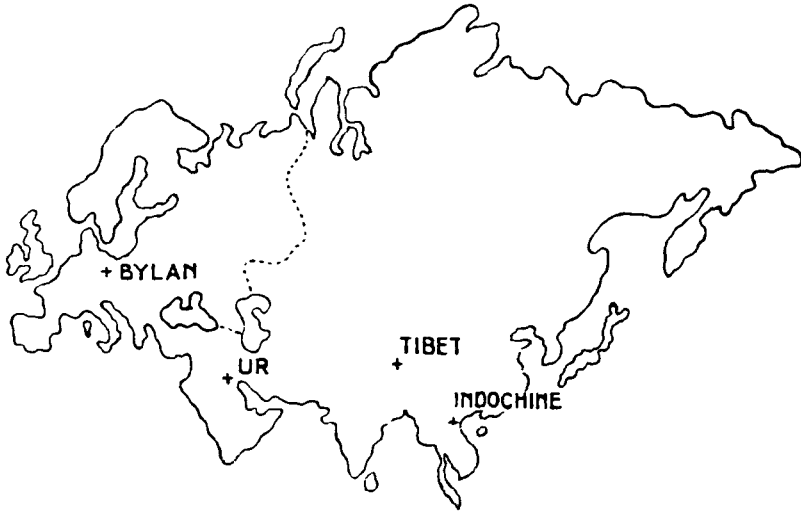 + BYLAN
UR
+
TIBET
+
INDOCHINE
+